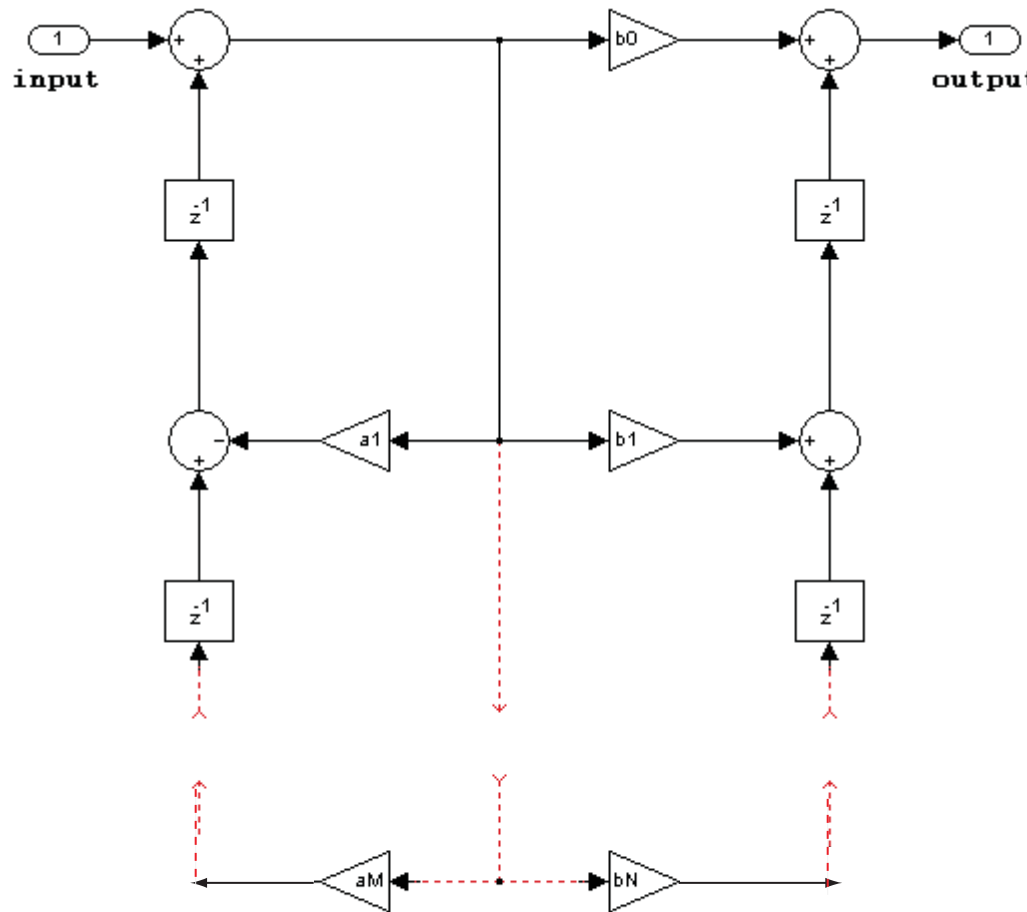 1
+
+
b0
+
+
1
input
output
z-1
z-1
-
+
a1
b1
+
+
z-1
z-1
aM
bN